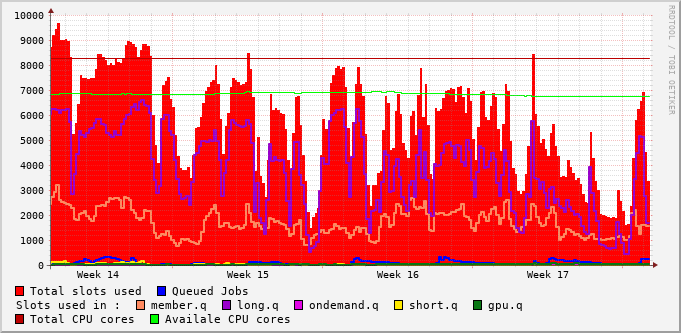 10000
9000
8000
7000
6000
5000
4000
3000
2000
1000
0
Week 14 Week 15 Week 16 Week 17
RRDTOOL / TOBI OETIKER
Total slots used Queued Jobs
Slots used in : member.q long.q ondemand.q short.q gpu.q
Total CPU cores Availale CPU cores